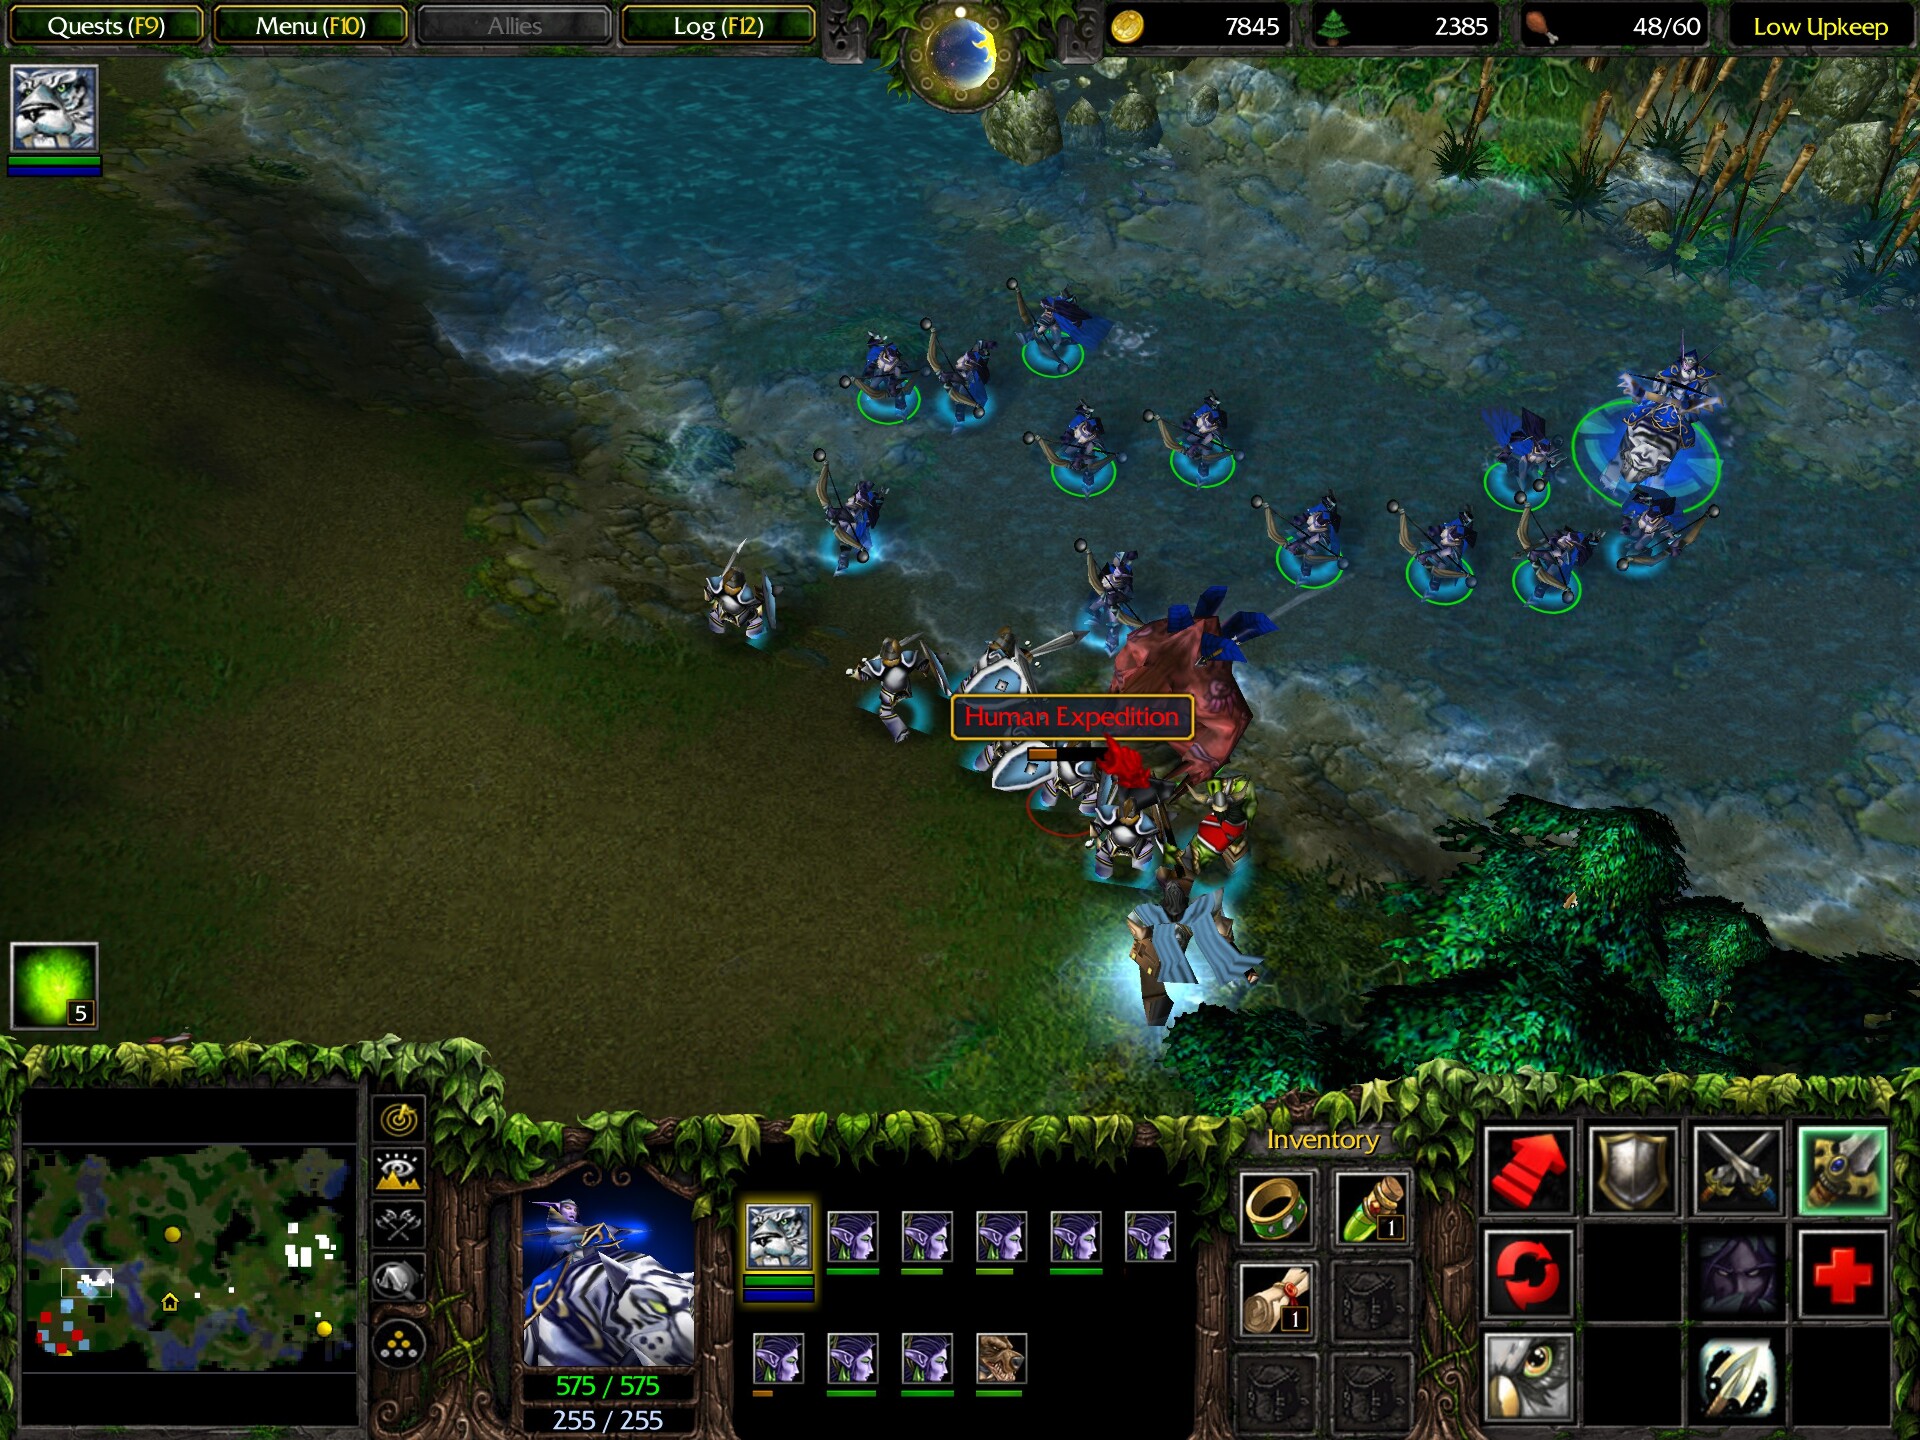 Quests (F9) Menu (F10) Allies Log (F12) 7845 2385 48/60 Low Upkeep
Human Expedition
5
Inventory
1
1
575 / 575
255 / 255